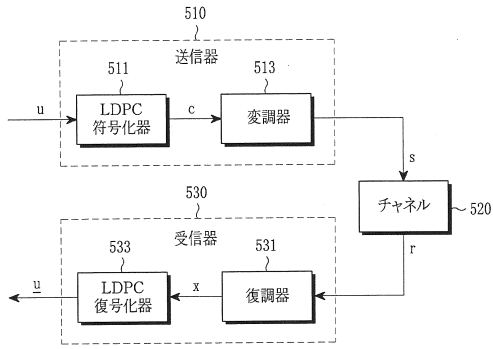 510
送信器
511
513
u
LDPC
符号化器
c
変調器
s
チャネル
520
530
受信器
r
533
531
u
LDPC
復号化器
x
復調器